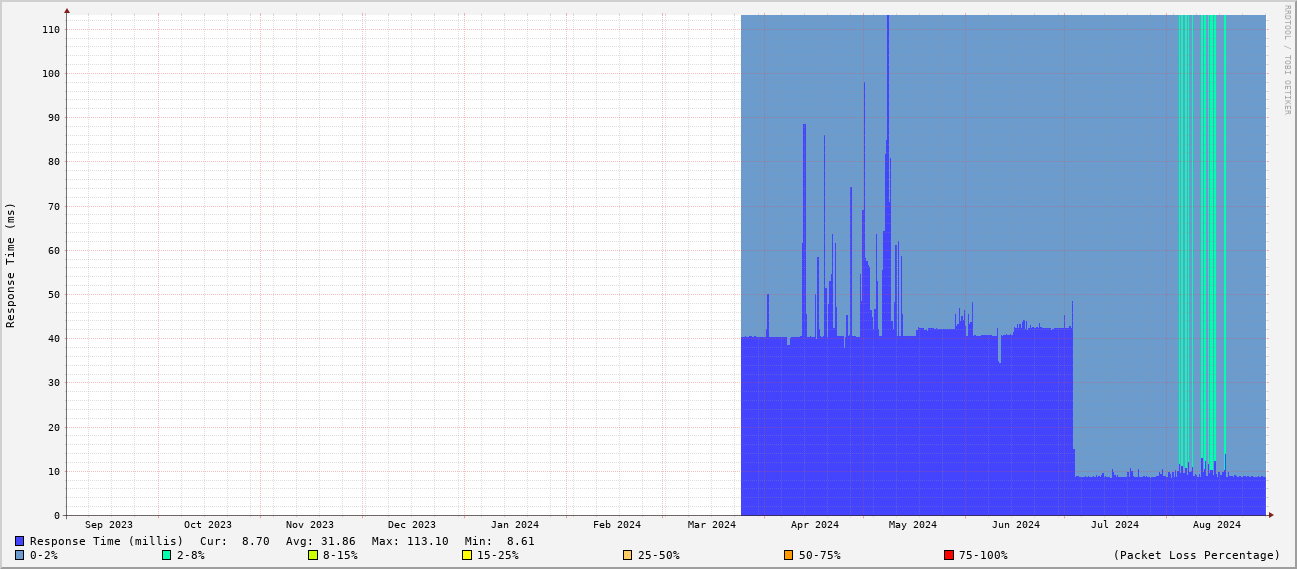 RRDTOOL / TOBI OETIKER
Response Time (ms)
110
100
90
80
70
60
50
40
30
20
10
0
Sep 2023 Oct 2023 Nov 2023 Dec 2023 Jan 2024 Feb 2024 Mar 2024 Apr 2024 May 2024 Jun 2024 Jul 2024 Aug 2024
Response Time (millis) Cur: 8.70 Avg: 31.86 Max: 113.10 Min: 8.61
0-2% 2-8% 8-15% 15-25% 25-50% 50-75% 75-100% (Packet Loss Percentage)